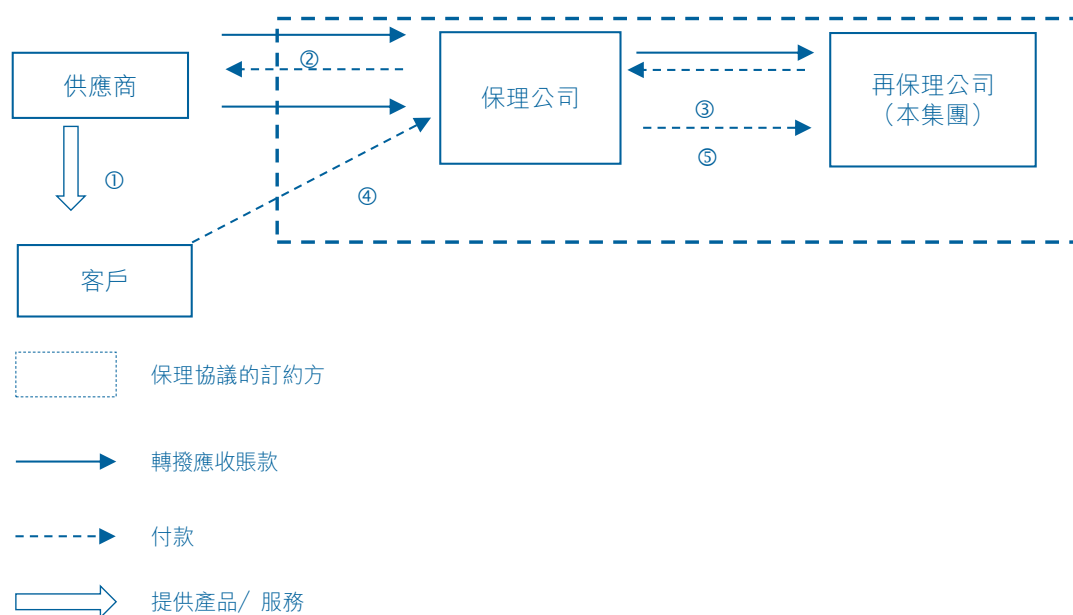 ②
供應商
保理公司
再保理公司
（本集團）
③
①
⑤
④
客戶
保理協議的訂約方
轉撥應收賬款
付款
提供產品/ 服務